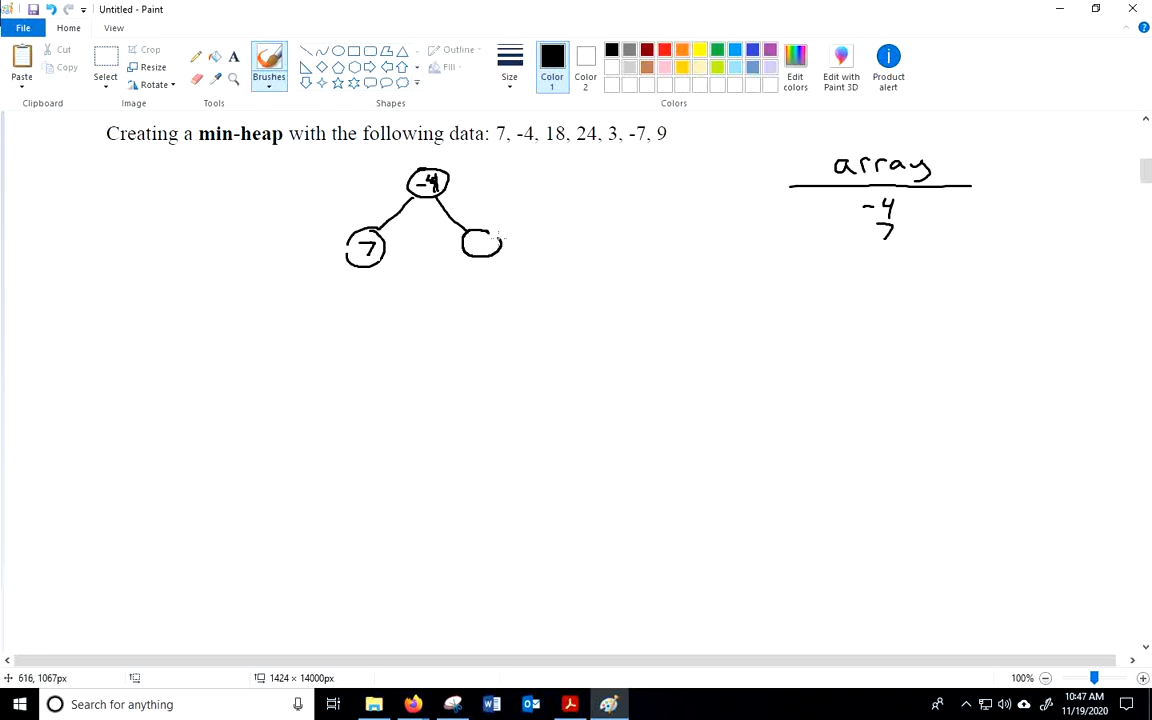 Untitled - Paint
File Home View
Paste Cut Copy Select Crop Resize Rotate A Brushes Outline Fill Size Color 1 Color 2 Edit colors Edit with Paint 3D Product alert
Clipboard Image Tools Shapes Colors
Creating a min-heap with the following data: 7, -4, 18, 24, 3, -7, 9
array
-4
-4
7
7
616, 1067px 1424 × 14000px 100%
Search for anything 10:47 AM
11/19/2020